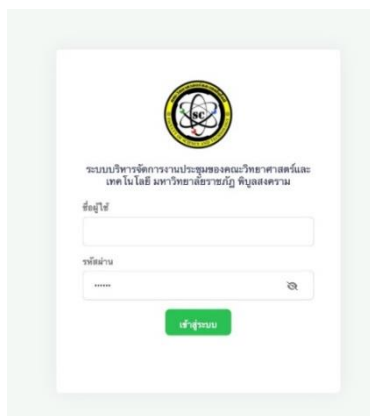 SC
ระบบบริหารจัดการงานประชุมของคณะวิทยาศาสตร์และ
เทคโนโลยี มหาวิทยาลัยราชภัฏ พิบูลสงคราม
ชื่อผู้ใช้
รหัสผ่าน
......
เข้าสู่ระบบ